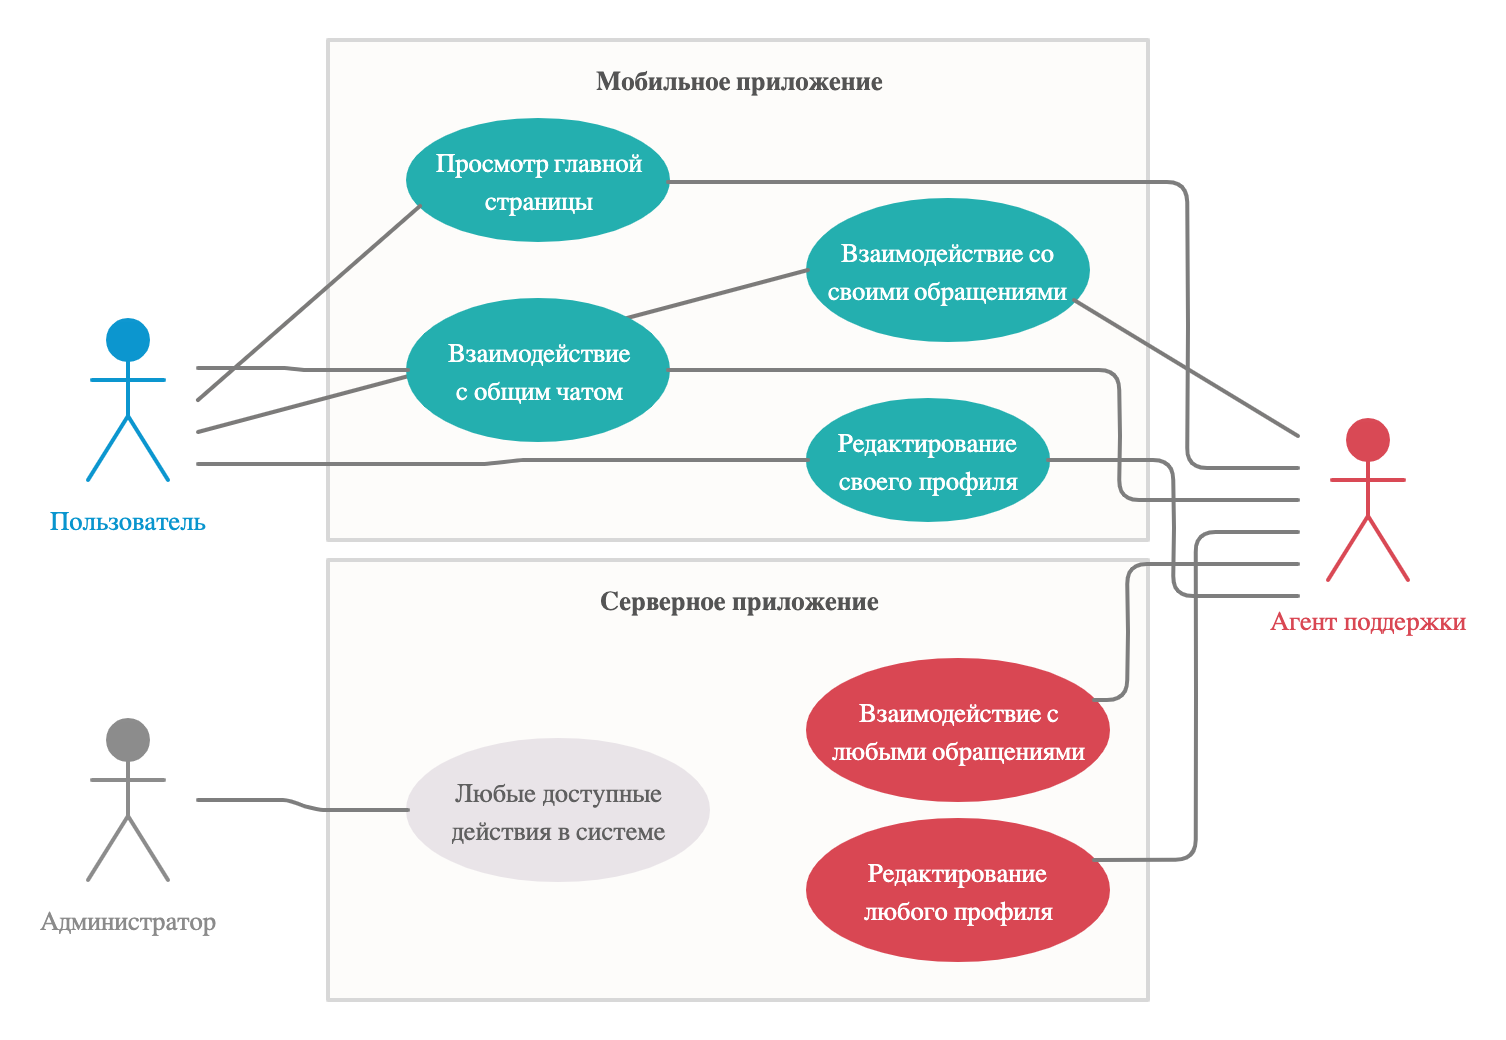 Мобильное приложение
Просмотр главной
страницы
Взаимодействие со
своими обращениями
Взаимодействие
с общим чатом
Редактирование
своего профиля
Пользователь
Серверное приложение
Агент поддержки
Взаимодействие с
любыми обращениями
Любые доступные
действия в системе
Редактирование
любого профиля
Администратор